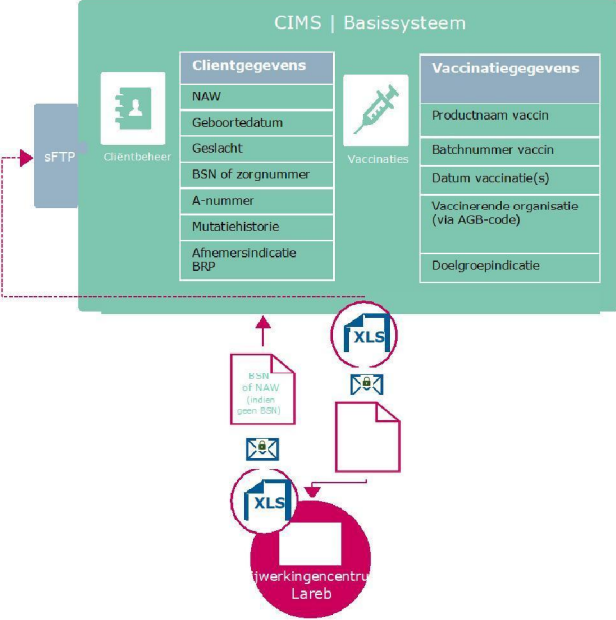 CIMS | Basissysteem
Clientgegevens
NAW
Geboortedatum
Geslacht
BSN of zorgnummer
A-nummer
Mutatiehistorie
Afnemersindicatie
BRP
Vaccinatiegegevens
Productnaam vaccin
Batchnummer vaccin
Datum vaccinatie(s)
Vaccinerende organisatie
(via AGB-code)
Doelgroepindicatie
sFTP
Cliëntbeheer
Vaccinaties
XLS
BSN
of NAW
(indien
geen BSN)
XLS
ijwerkingencentru
Lareb